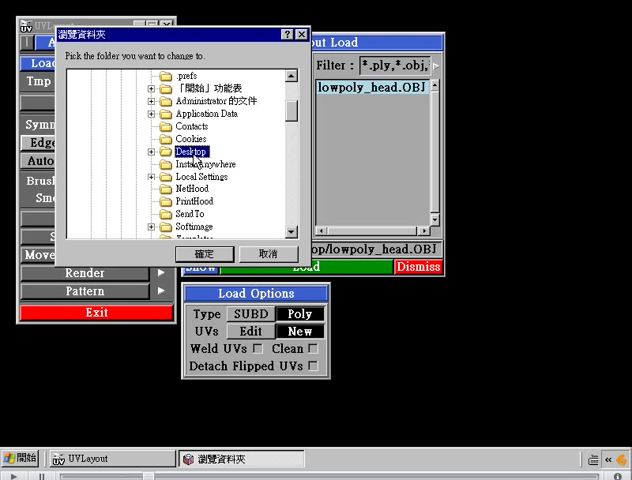 UVLayout
瀏覽資料夾
Pick the folder you want to change to.
.prefs
「開始」功能表
Administrator 的文件
Application Data
Contacts
Cookies
Desktop
InstallAnywhere
Local Settings
NetHood
PrintHood
SendTo
Softimage
Templates
確定
取消
Load
Tmp
Symm
Edge
Auto
Brush
Smo
S
Move
Render
Pattern
Exit
put Load
Filter : *.ply,*.obj,
lowpoly_head.OBJ
op/lowpoly_head.OBJ
Show
Load
Dismiss
Load Options
Type SUBD Poly
UVs Edit New
Weld UVs Clean
Detach Flipped UVs
開始
UVLayout
瀏覽資料夾